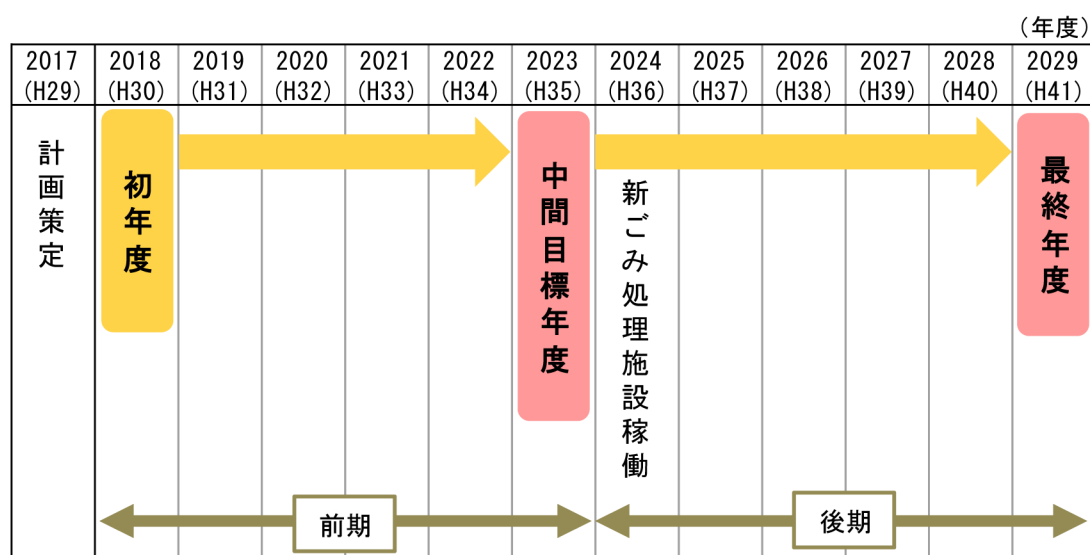 （年度）
2017 2018 2019 2020 2021 2022 2023 2024 2025 2026 2027 2028 2029
(H29) (H30) (H31) (H32) (H33) (H34) (H35) (H36) (H37) (H38) (H39) (H40) (H41)
計画策定
初年度
中間目標年度
新ごみ処理施設稼働
最終年度
前期
後期